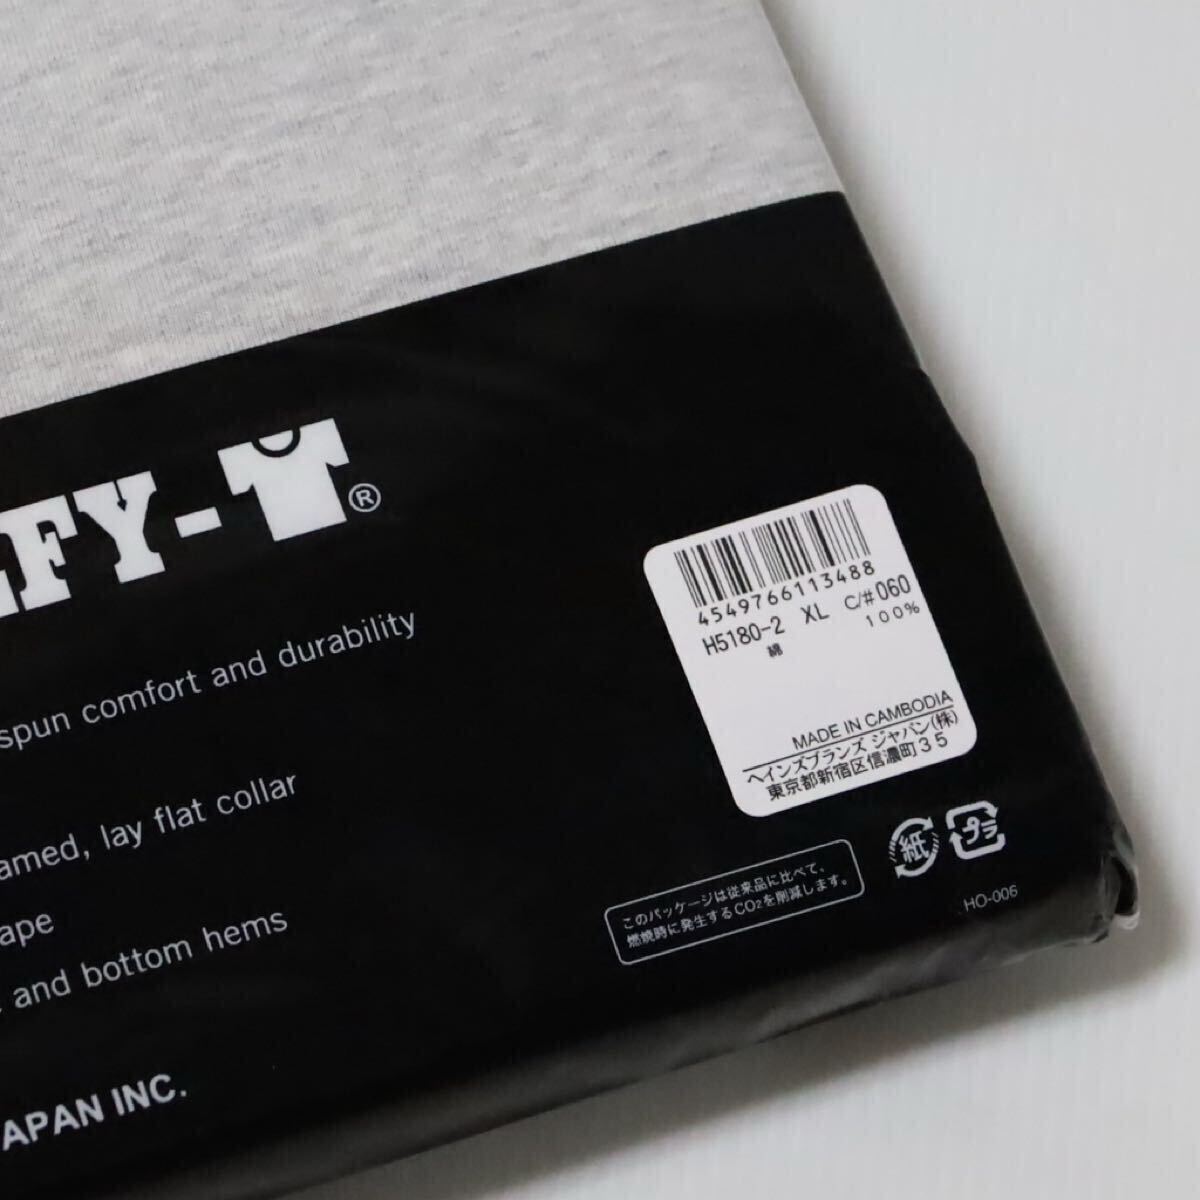 FY-T®
spun comfort and durability
amed, lay flat collar
ape
and bottom hems
APAN INC.
4549766113488
H5180-2 XL C/#060
綿 100%
MADE IN CAMBODIA
ヘインズブランズ ジャパン(株)
東京都新宿区信濃町35
紙 プラ
このパッケージは従来品に比べて、
燃焼時に発生するCO2を削減します。
HO-006